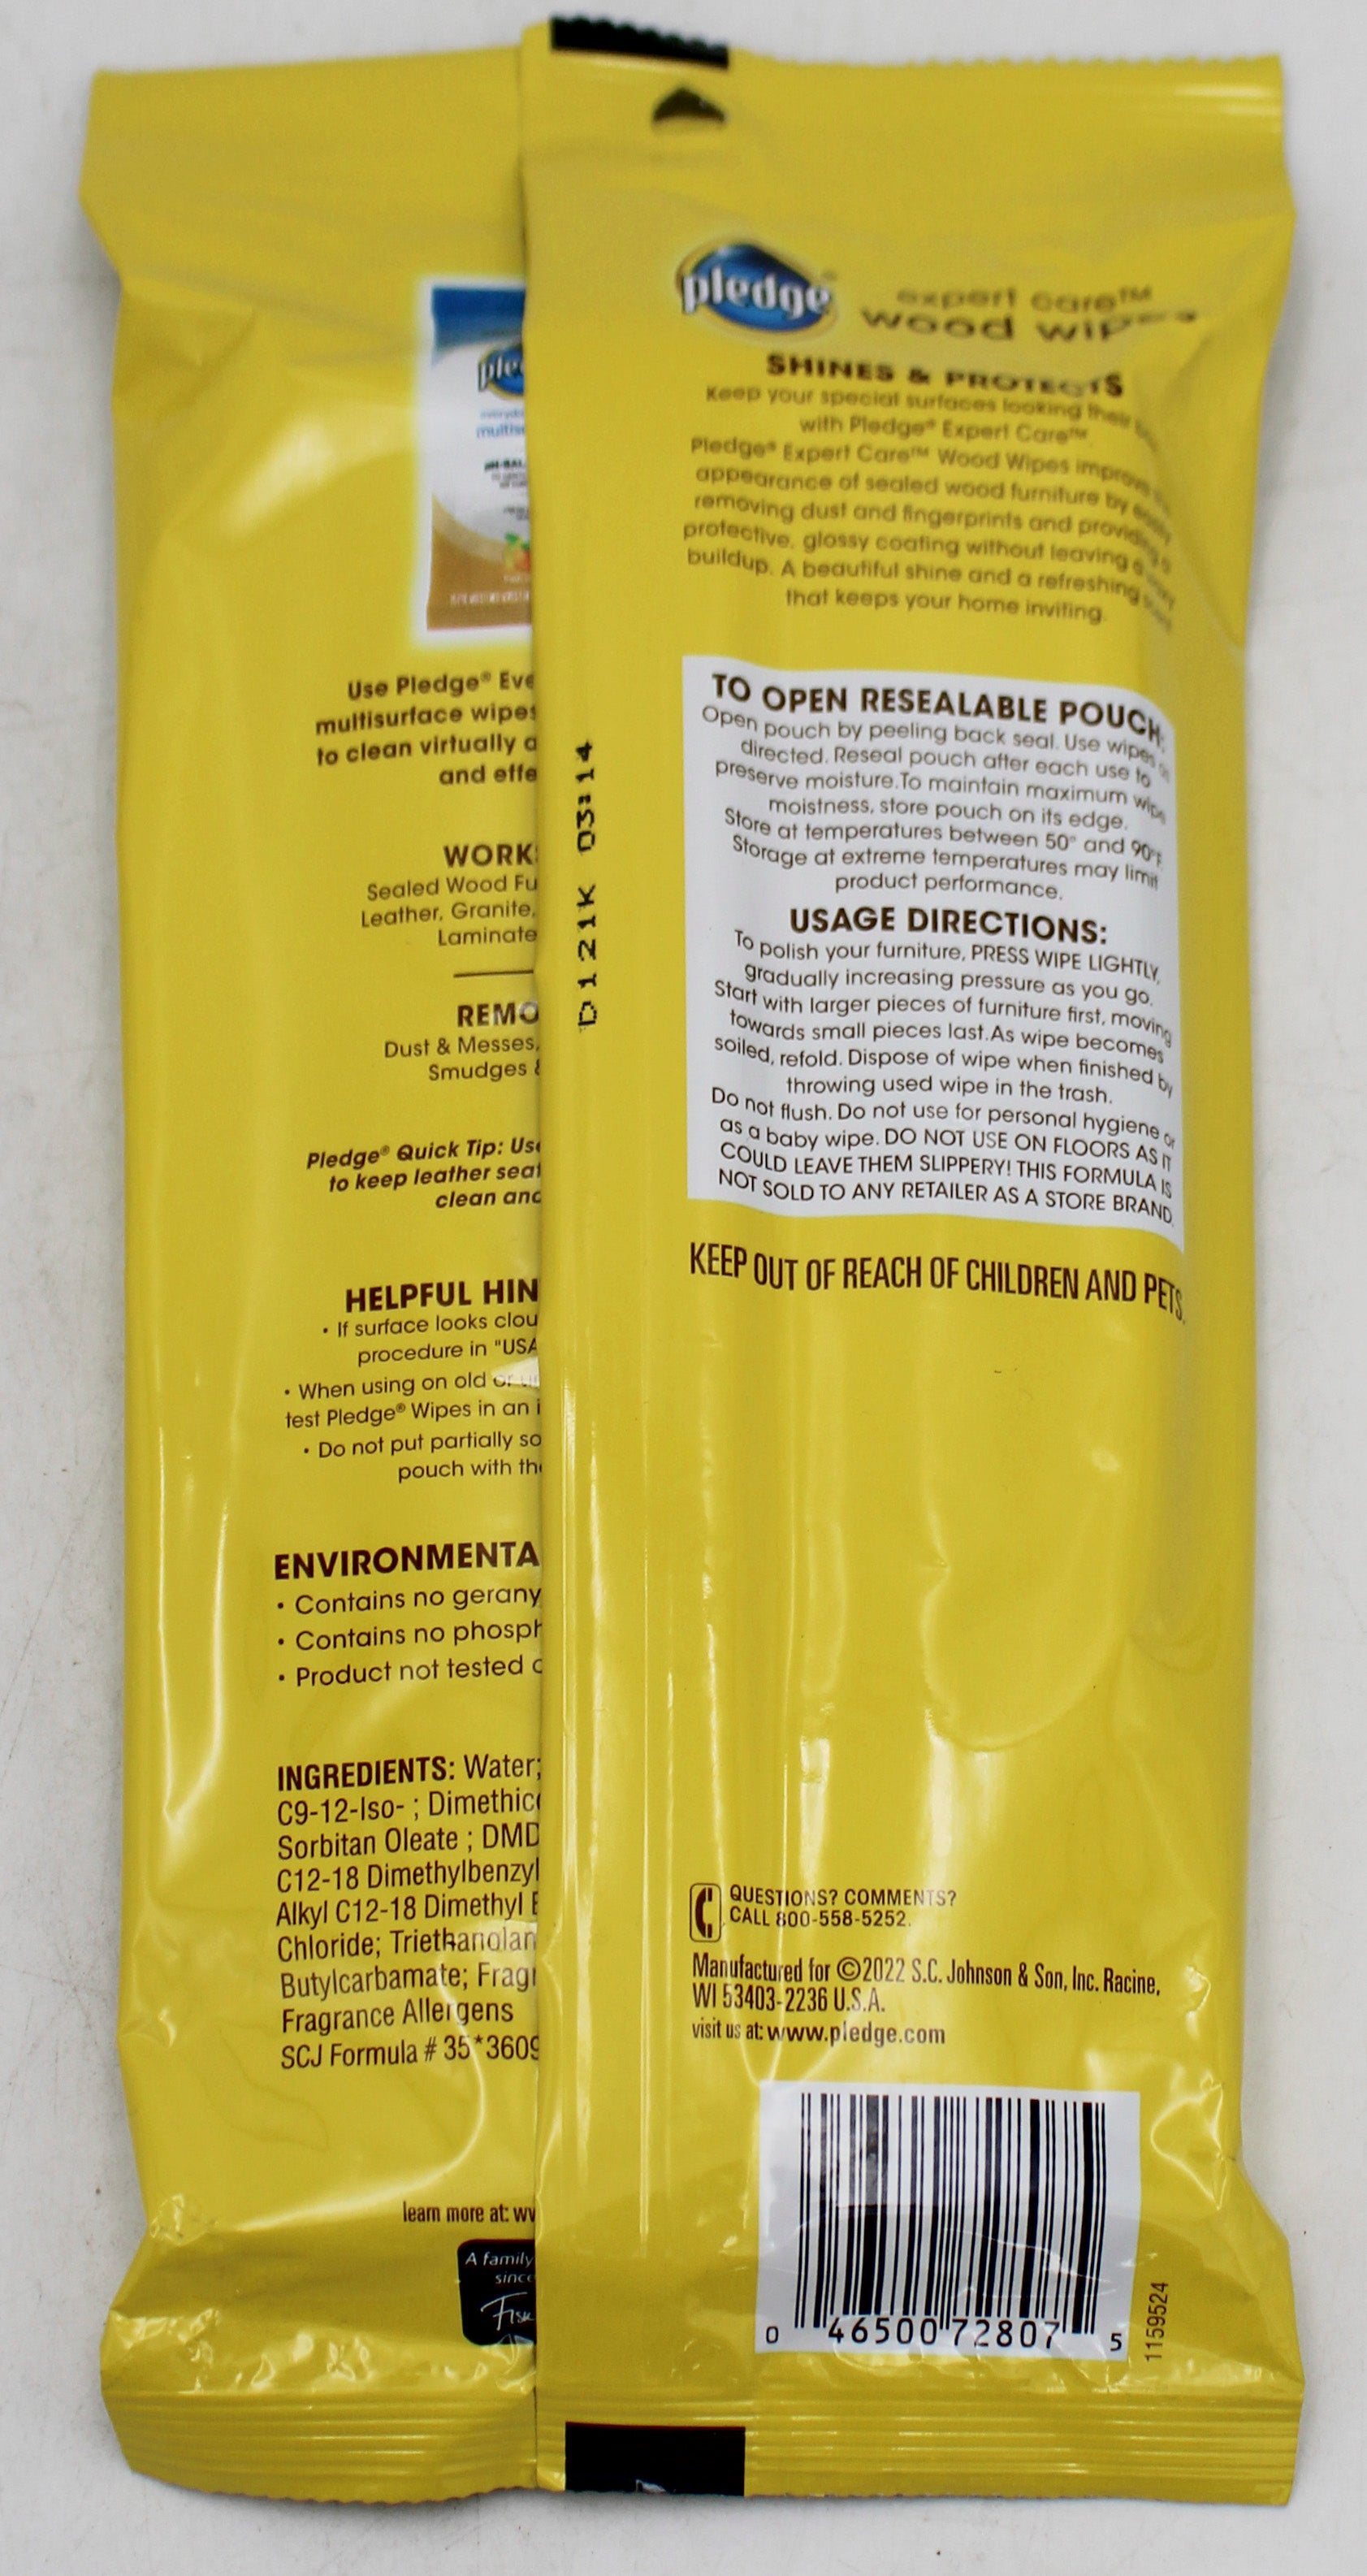 pledge
expert care™
wood
SHINES & PROTECTS
Keep your special surfaces looking their
with Pledge® Expert Care™
Pledge® Expert Care™ Wood Wipes improve
appearance of sealed wood furniture by
removing dust and fingerprints and providing
protective, glossy coating without leaving a
buildup. A beautiful shine and a refreshing
that keeps your home inviting.
TO OPEN RESEALABLE POUCH:
Open pouch by peeling back seal. Use wipes
directed. Reseal pouch after each use to
preserve moisture.To maintain maximum wipe
moistness, store pouch on its edge.
Store at temperatures between 50° and 90°F.
Storage at extreme temperatures may limit
product performance.
USAGE DIRECTIONS:
To polish your furniture, PRESS WIPE LIGHTLY,
gradually increasing pressure as you go.
Start with larger pieces of furniture first, moving
towards small pieces last.As wipe becomes
soiled, refold. Dispose of wipe when finished by
throwing used wipe in the trash.
Do not flush. Do not use for personal hygiene or
as a baby wipe. DO NOT USE ON FLOORS AS IT
COULD LEAVE THEM SLIPPERY! THIS FORMULA IS
NOT SOLD TO ANY RETAILER AS A STORE BRAND.
KEEP OUT OF REACH OF CHILDREN AND PETS.
QUESTIONS? COMMENTS?
CALL 800-558-5252.
Manufactured for ©2022 S.C. Johnson & Son, Inc. Racine,
WI 53403-2236 U.S.A.
visit us at: www.pledge.com
0 46500 72807 5
1159524
D121K 03:14
ple
multisu
Use Pledge® Eve
multisurface wipes
to clean virtually a
and effe
WORKS
Sealed Wood Fu
Leather, Granite,
Laminate
REMO
Dust & Messes,
Smudges &
Pledge® Quick Tip: Use
to keep leather seat
clean and
HELPFUL HIN
• If surface looks clou
procedure in "USA
• When using on old or un
test Pledge® Wipes in an i
• Do not put partially so
pouch with the
ENVIRONMENTA
• Contains no gerany
• Contains no phosph
• Product not tested o
INGREDIENTS: Water;
C9-12-Iso- ; Dimethico
Sorbitan Oleate ; DMD
C12-18 Dimethylbenzyl
Alkyl C12-18 Dimethyl E
Chloride; Triethanolam
Butylcarbamate; Fragr
Fragrance Allergens
SCJ Formula # 35*3609
learn more at: ww
A family
since
Fisk